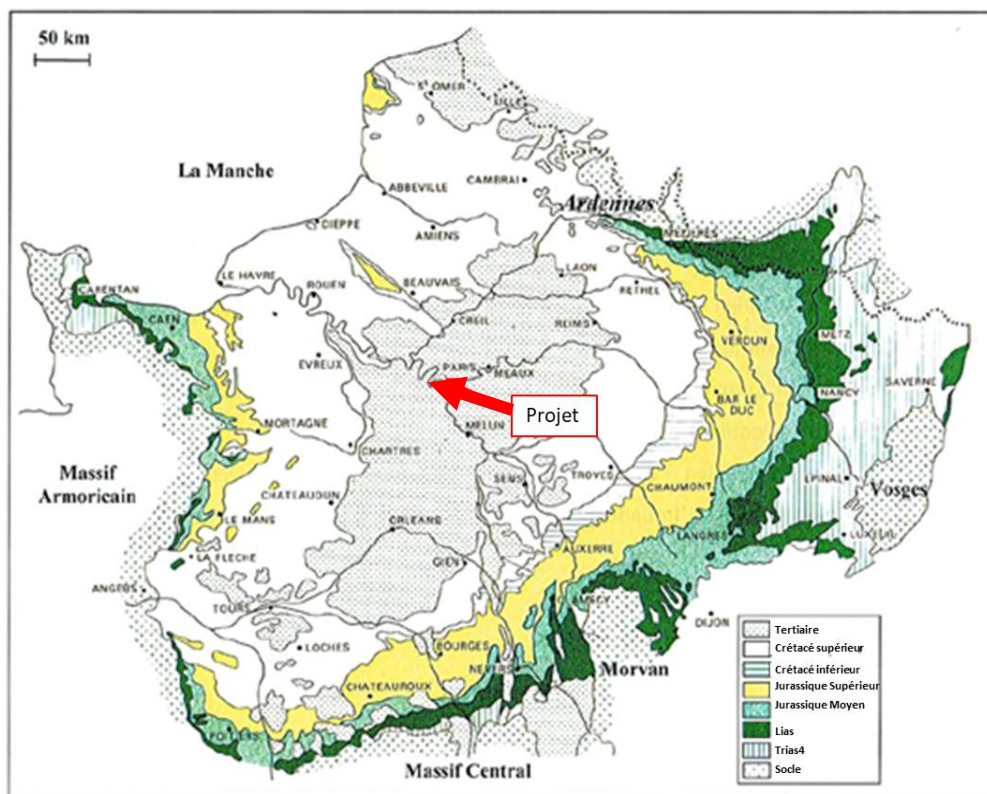 50 km
St OMER
LILLE
La Manche
CAMBRAI
ABBEVILLE
Ardennes
DIEPPE
AMIENS
MEZIERES
LE HAVRE
LAON
CARENTAN
ROUEN
BEAUVAIS
RETHEL
CAEN
CREIL
REIMS
VERDUN
METZ
EVREUX
PARIS
MEAUX
SAVERNE
BAR LE
DUC
NANCY
Projet
MORTAGNE
MELUN
CHARTRES
Massif
Armoricain
TROYES
SENS
CHAUMONT
EPINAL
Vosges
CHATEAUDUN
LE MANS
ORLEANS
LANGRES
LUXEUIL
AUXERRE
LA FLECHE
GIEN
ANGERS
TOURS
DIJON
LOCHES
BOURGES
NEVERS
Morvan
CHATEAUROUX
POITIERS
Massif Central
Tertiaire
Crétacé supérieur
Crétacé inférieur
Jurassique Supérieur
Jurassique Moyen
Lias
Trias4
Socle